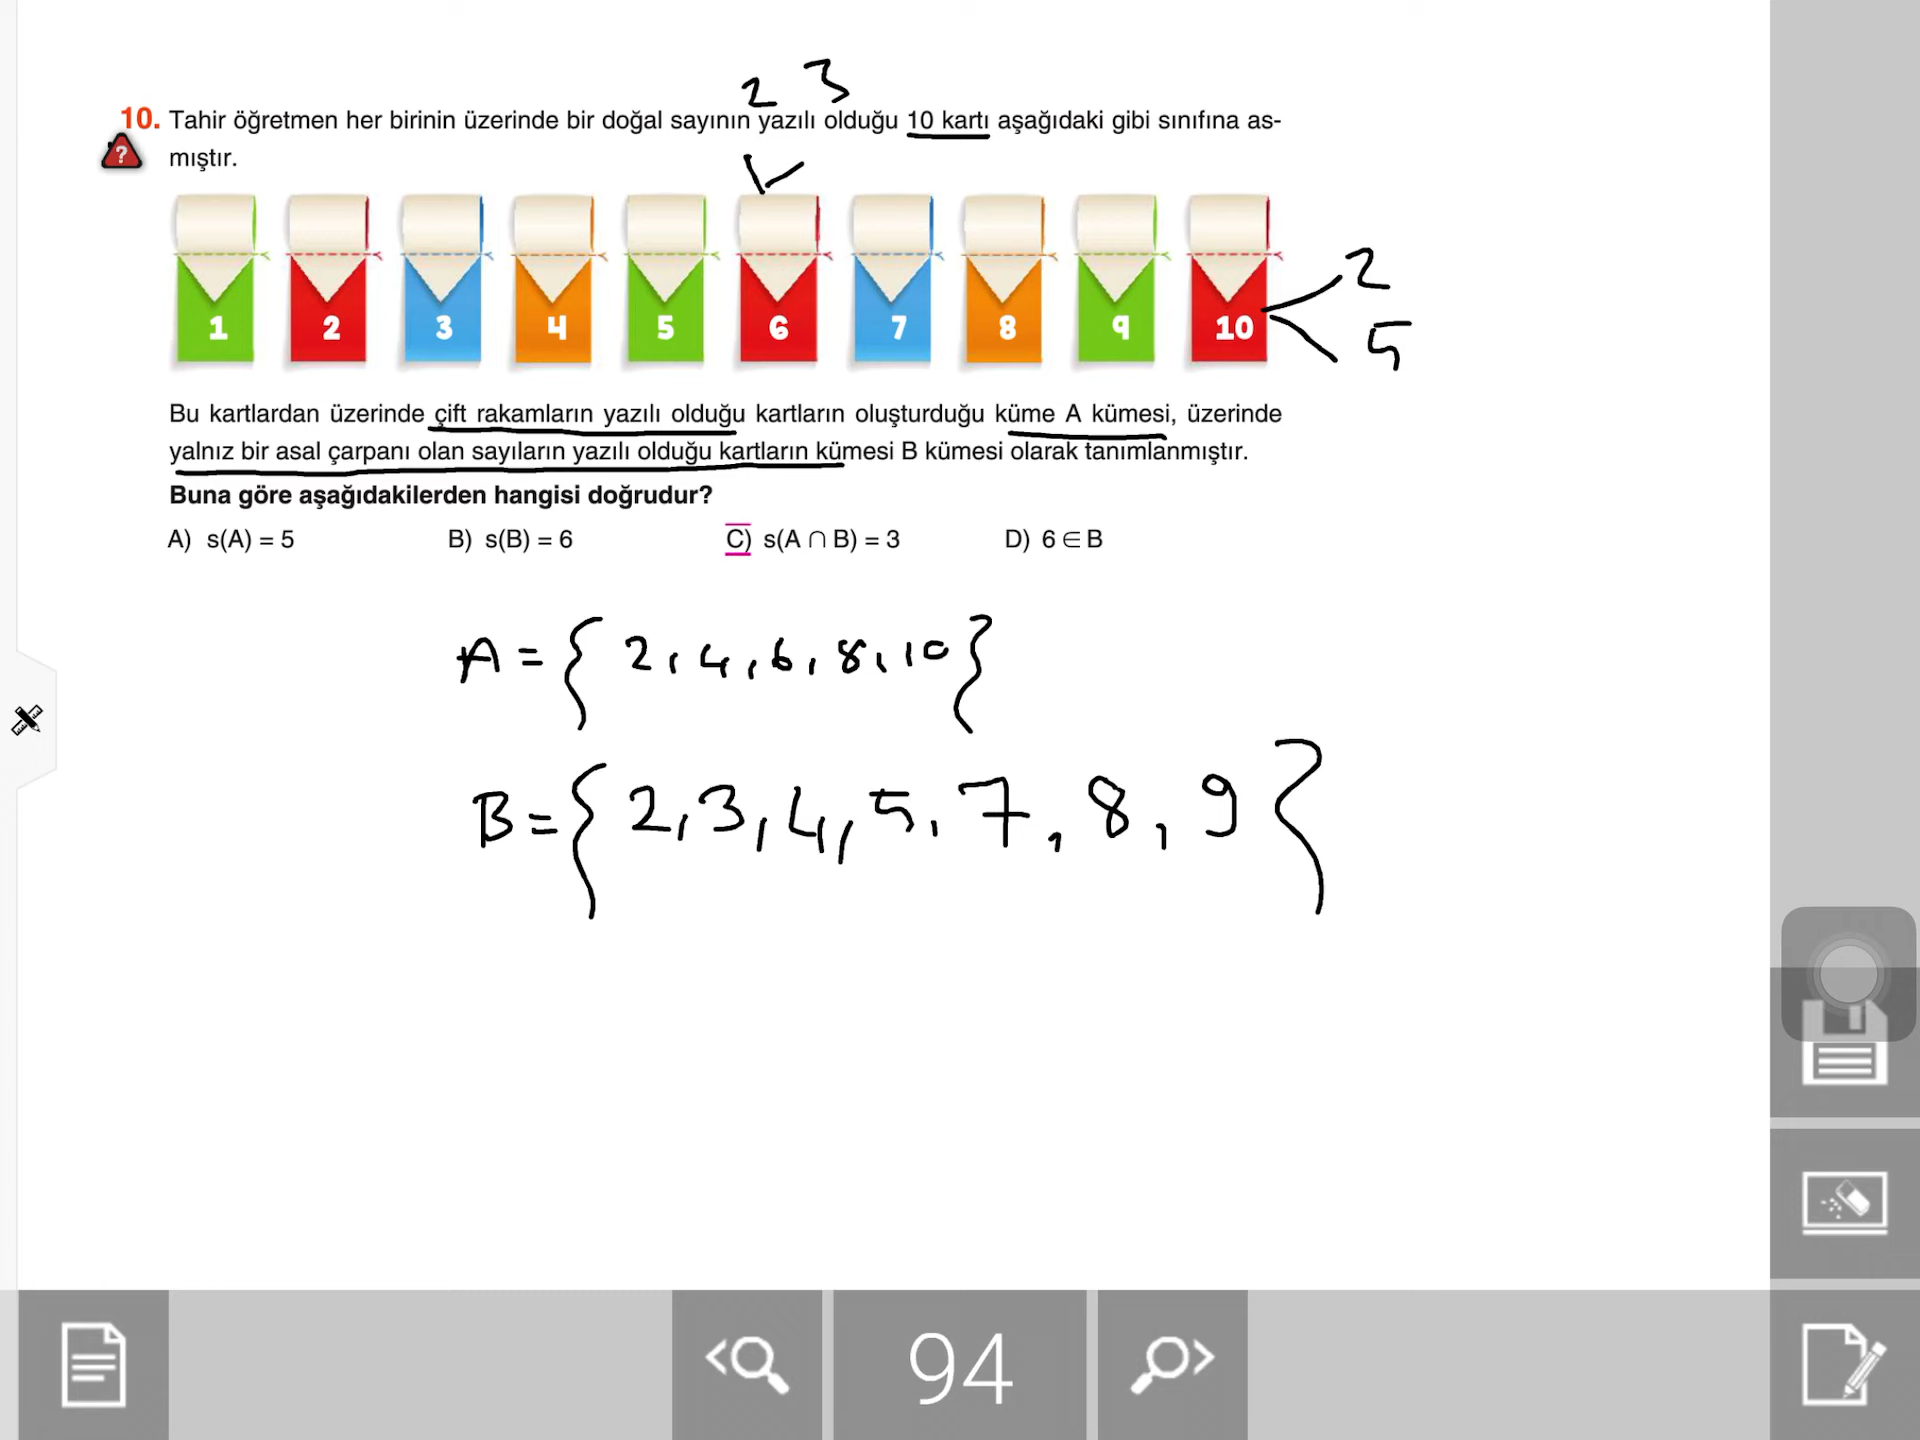 2 3
10. Tahir öğretmen her birinin üzerinde bir doğal sayının yazılı olduğu 10 kartı aşağıdaki gibi sınıfına as-
? mıştır.
1 2 3 4 5 6 7 8 9 10
2
5
Bu kartlardan üzerinde çift rakamların yazılı olduğu kartların oluşturduğu küme A kümesi, üzerinde
yalnız bir asal çarpanı olan sayıların yazılı olduğu kartların kümesi B kümesi olarak tanımlanmıştır.
Buna göre aşağıdakilerden hangisi doğrudur?
A) s(A) = 5 B) s(B) = 6 C) s(A ∩ B) = 3 D) 6 ∈ B
A = { 2, 4, 6, 8, 10 }
B = { 2, 3, 4, 5, 7, 8, 9 }
94